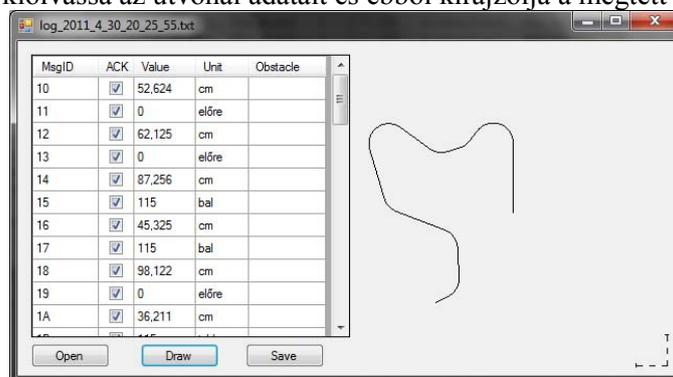 kiolvassa az útvonal adatait és ebből kirajzolja a megtett
log_2011_4_30_20_25_55.txt
MsgID ACK Value Unit Obstacle
10 52,624 cm
11 0 előre
12 62,125 cm
13 0 előre
14 87,256 cm
15 115 bal
16 45,325 cm
17 115 bal
18 98,122 cm
19 0 előre
1A 36,211 cm
Open Draw Save